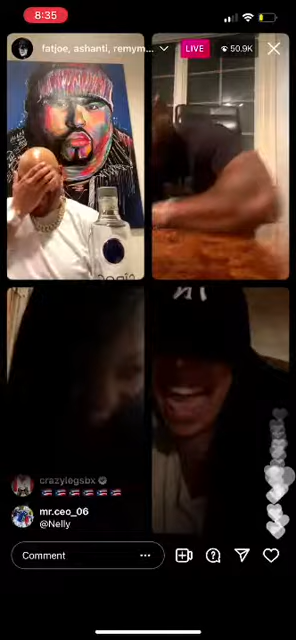 8:35
fatjoe, ashanti, remym...
LIVE
50.9K
crazylegsbx
mr.ceo_06
@Nelly
Comment